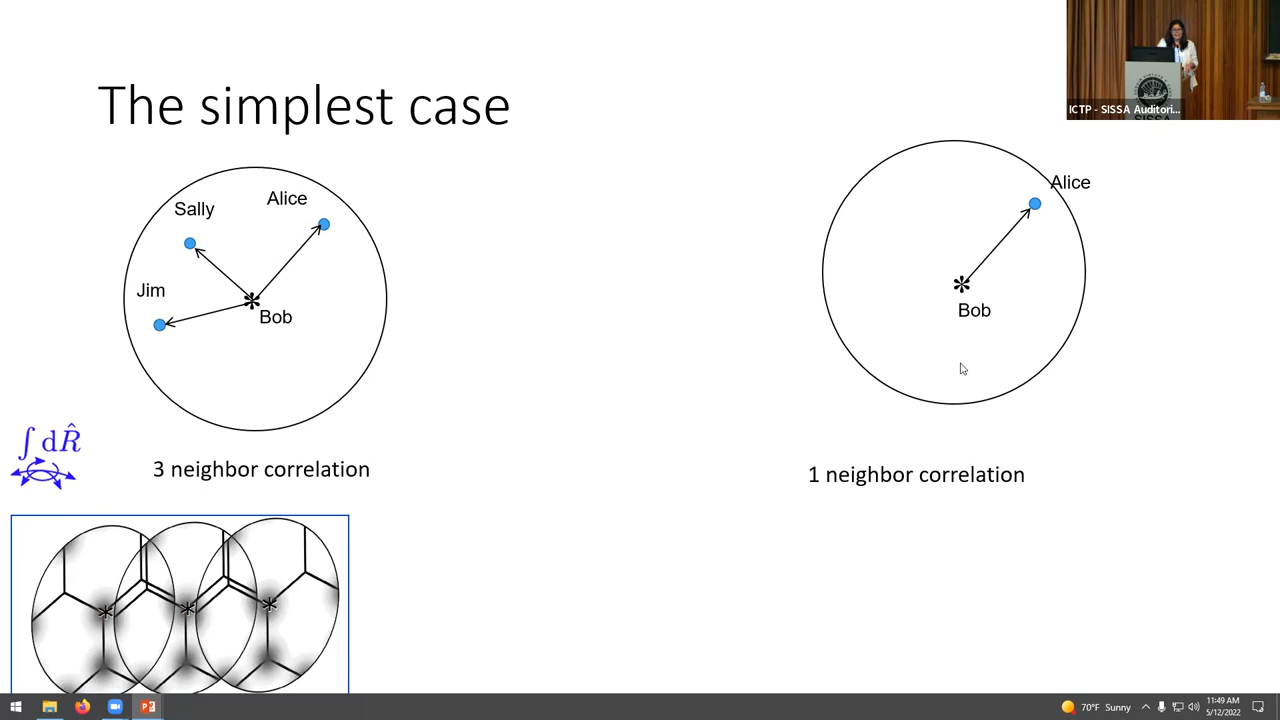 The simplest case
ICTP - SISSA Auditori...
SISSA
Sally
Alice
Jim
Bob
Alice
Bob
∫dR̂
3 neighbor correlation
1 neighbor correlation
* * *
70°F Sunny
11:49 AM
5/12/2022